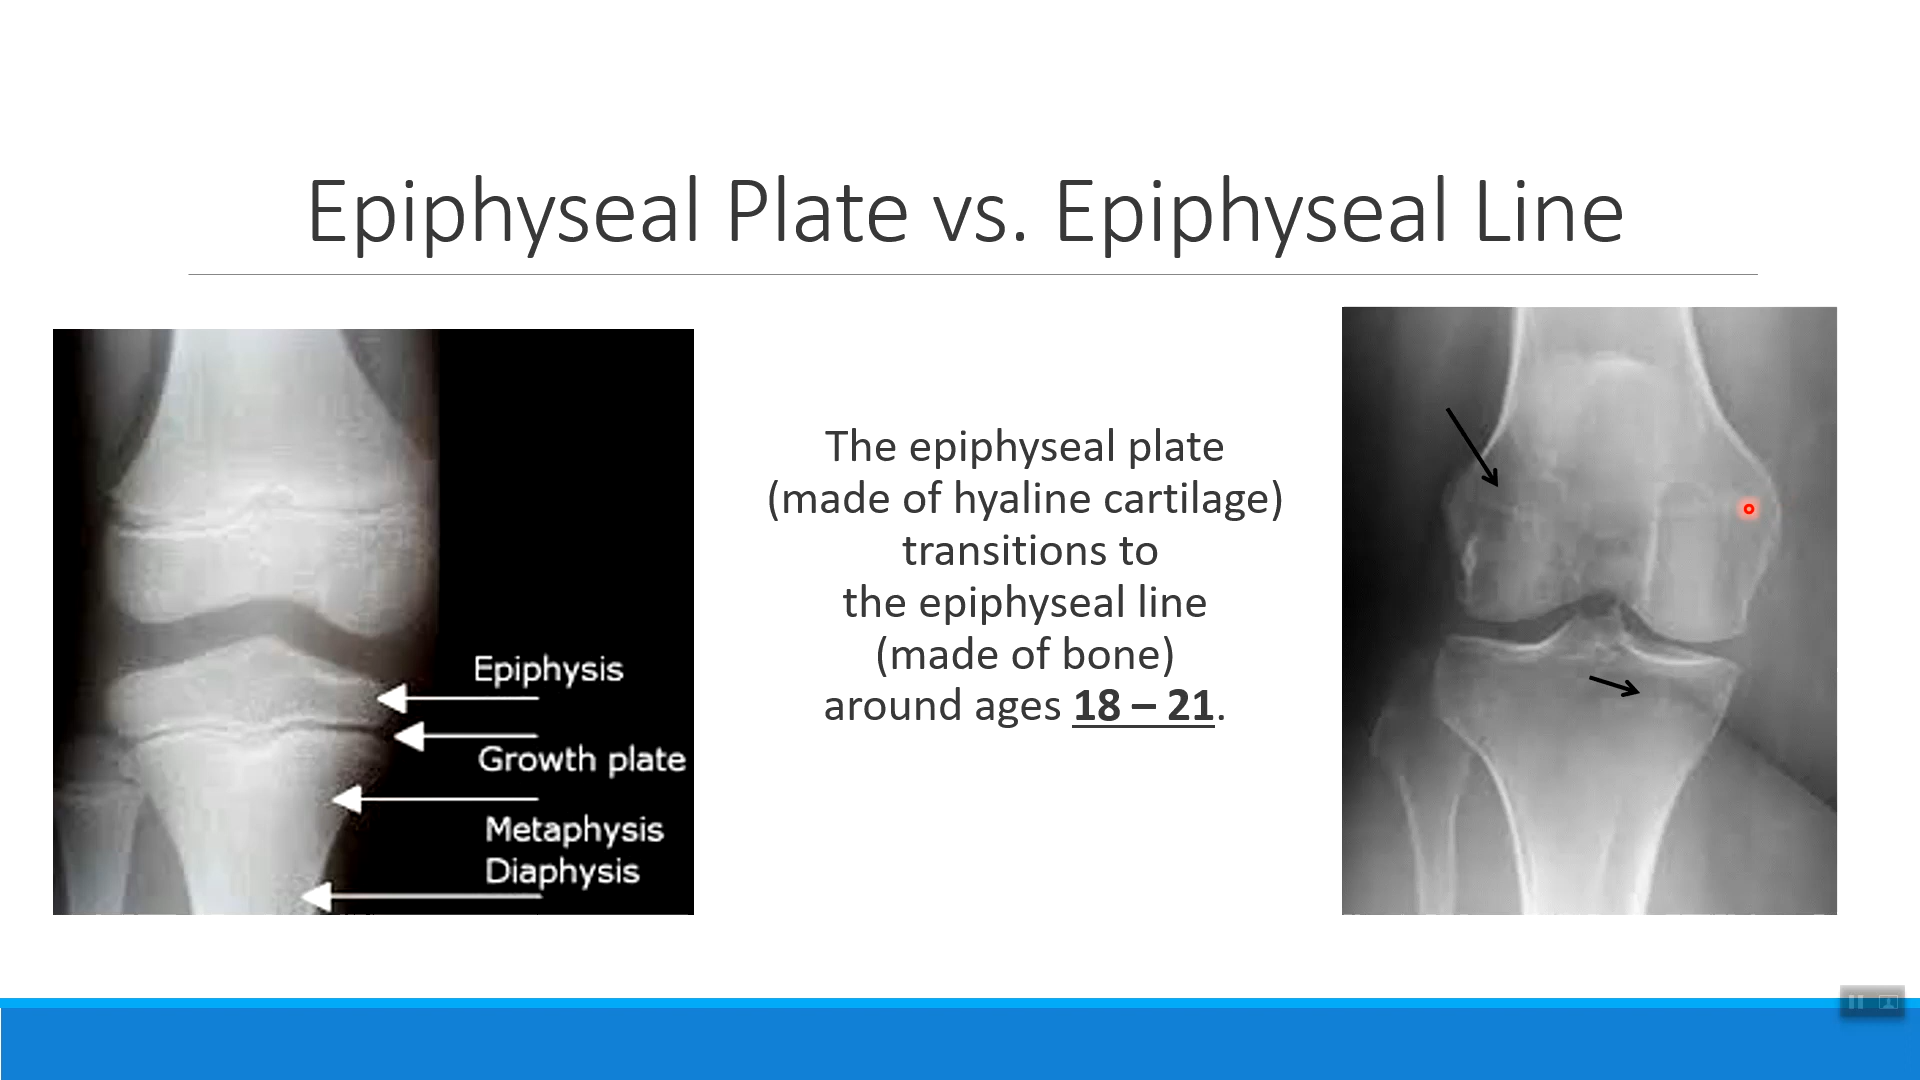 Epiphyseal Plate vs. Epiphyseal Line
Epiphysis
Growth plate
Metaphysis
Diaphysis
The epiphyseal plate
(made of hyaline cartilage)
transitions to
the epiphyseal line
(made of bone)
around ages 18 – 21.